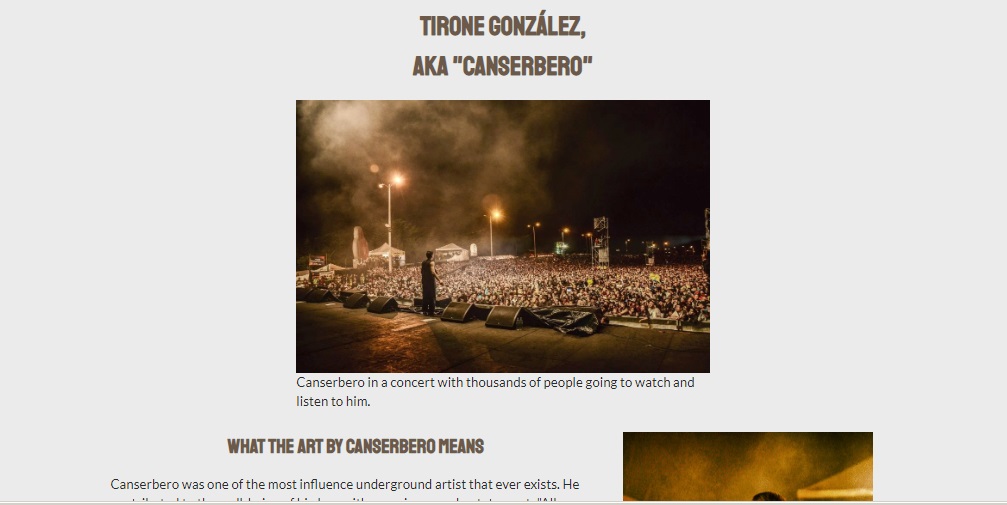 TIRONE GONZÁLEZ,
AKA "CANSERBERO"
Canserbero in a concert with thousands of people going to watch and
listen to him.
WHAT THE ART BY CANSERBERO MEANS
Canserbero was one of the most influence underground artist that ever exists. He